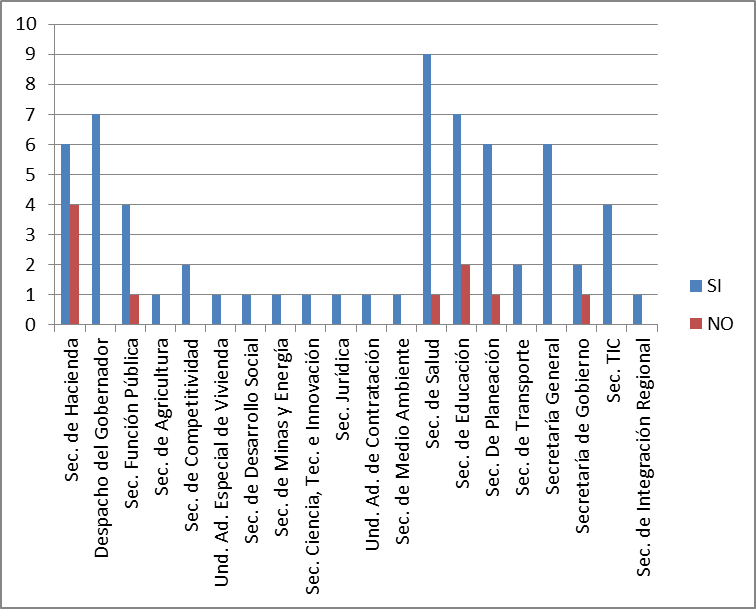 10
9
8
7
6
5
4
3
2
1
0
Sec. de Hacienda
Despacho del Gobernador
Sec. Función Pública
Sec. de Agricultura
Sec. de Competitividad
Und. Ad. Especial de Vivienda
Sec. de Desarrollo Social
Sec. de Minas y Energía
Sec. Ciencia, Tec. e Innovación
Sec. Jurídica
Und. Ad. de Contratación
Sec. de Medio Ambiente
Sec. de Salud
Sec. de Educación
Sec. De Planeación
Sec. de Transporte
Secretaría General
Secretaría de Gobierno
Sec. TIC
Sec. de Integración Regional
SI
NO